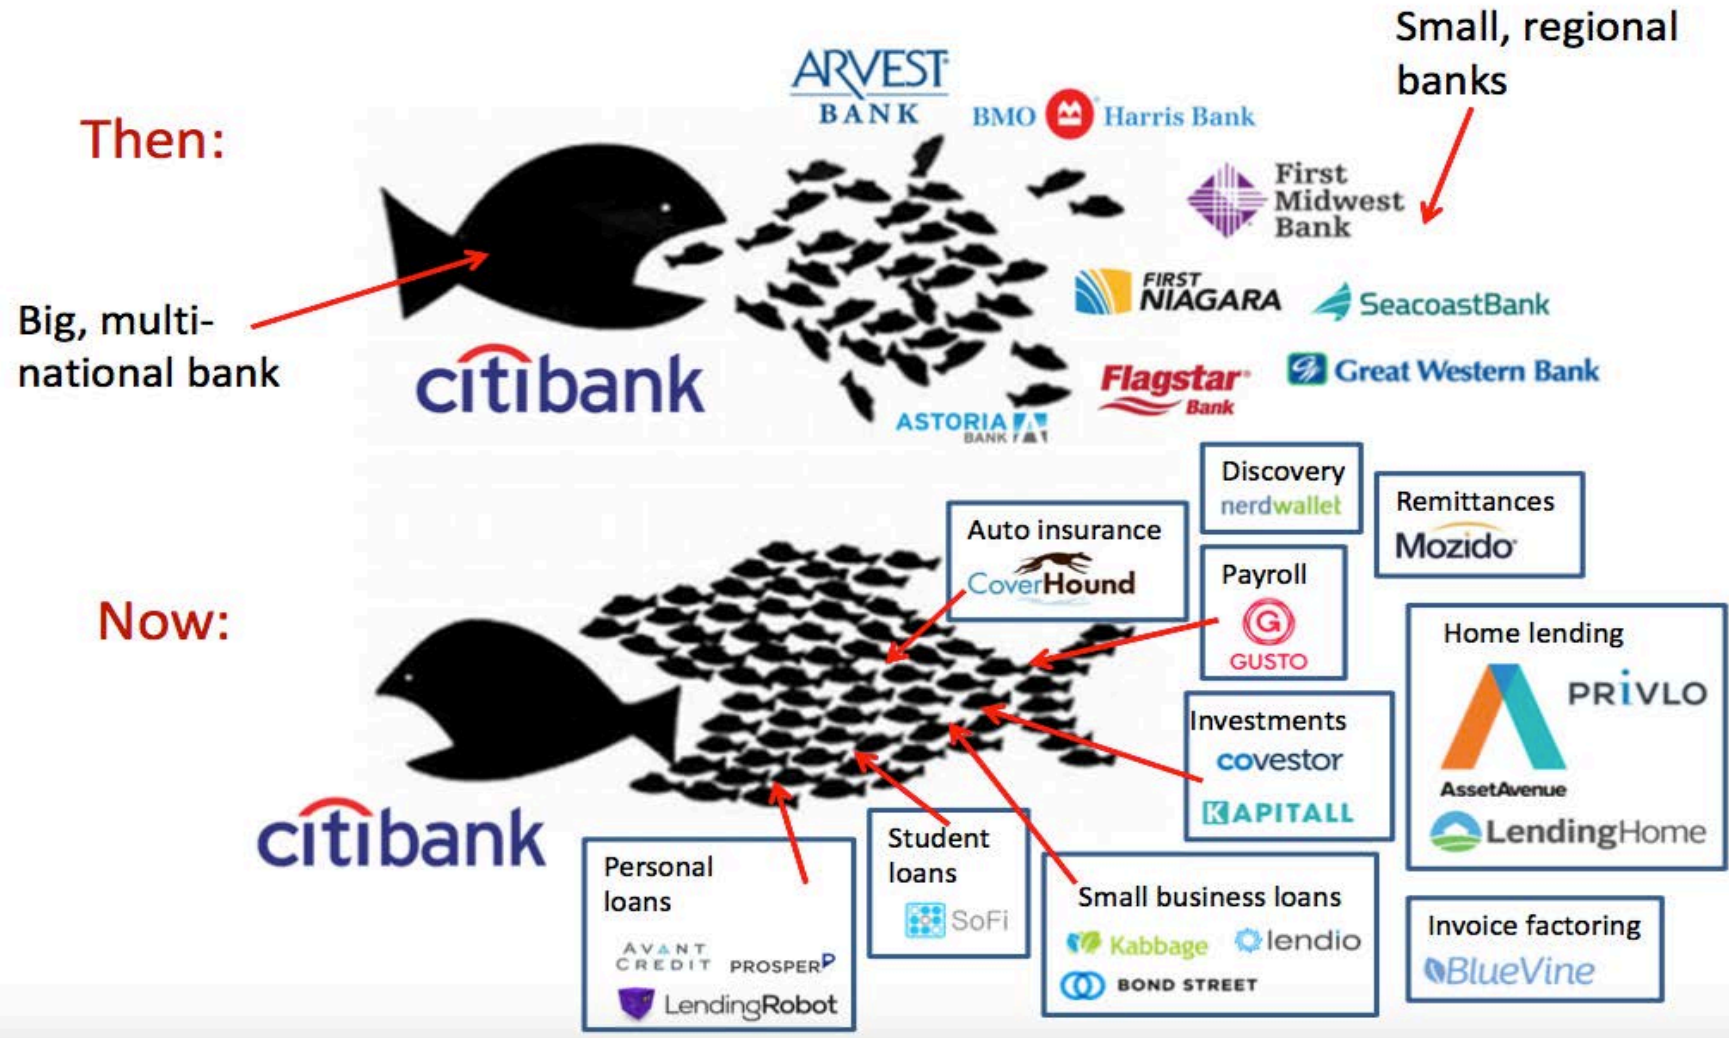 Then:
Big, multi-
national bank
citibank
ARVEST
BANK
BMO Harris Bank
Small, regional
banks
First
Midwest
Bank
FIRST
NIAGARA
SeacoastBank
Flagstar
Bank
Great Western Bank
ASTORIA
BANK
Now:
citibank
Discovery
nerdwallet
Remittances
Mozido
Auto insurance
CoverHound
Payroll
G
GUSTO
Home lending
PRIVLO
AssetAvenue
LendingHome
Investments
covestor
KAPITALL
Personal
loans
AVANT
CREDIT
PROSPER
LendingRobot
Student
loans
SoFi
Small business loans
Kabbage
lendio
BOND STREET
Invoice factoring
BlueVine